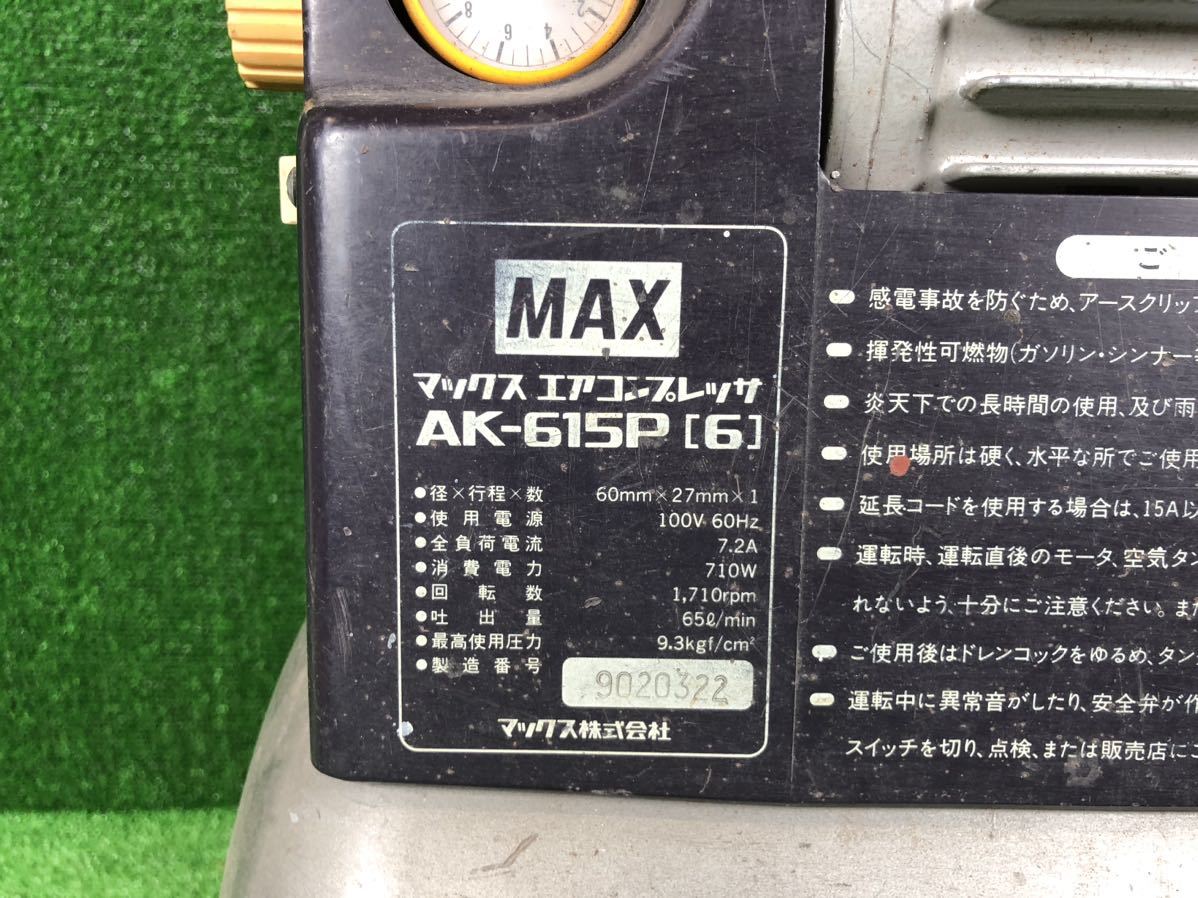 8
6
4
2
MAX
マックス エアコンプレッサ
AK-615P [6]
●径×行程×数 60mm×27mm×1
●使用電源 100V 60Hz
●全負荷電流 7.2A
●消費電力 710W
●回転数 1,710rpm
●吐出量 65ℓ/min
●最高使用圧力 9.3kgf/cm²
●製造番号 9020322
マックス株式会社
ご
感電事故を防ぐため、アースクリッ
揮発性可燃物(ガソリン・シンナー
炎天下での長時間の使用、及び雨
使用場所は硬く、水平な所でご使用
延長コードを使用する場合は、15A以
運転時、運転直後のモータ、空気タン
れないよう、十分にご注意ください。また
ご使用後はドレンコックをゆるめ、タン
運転中に異常音がしたり、安全弁が作
スイッチを切り、点検、または販売店にご